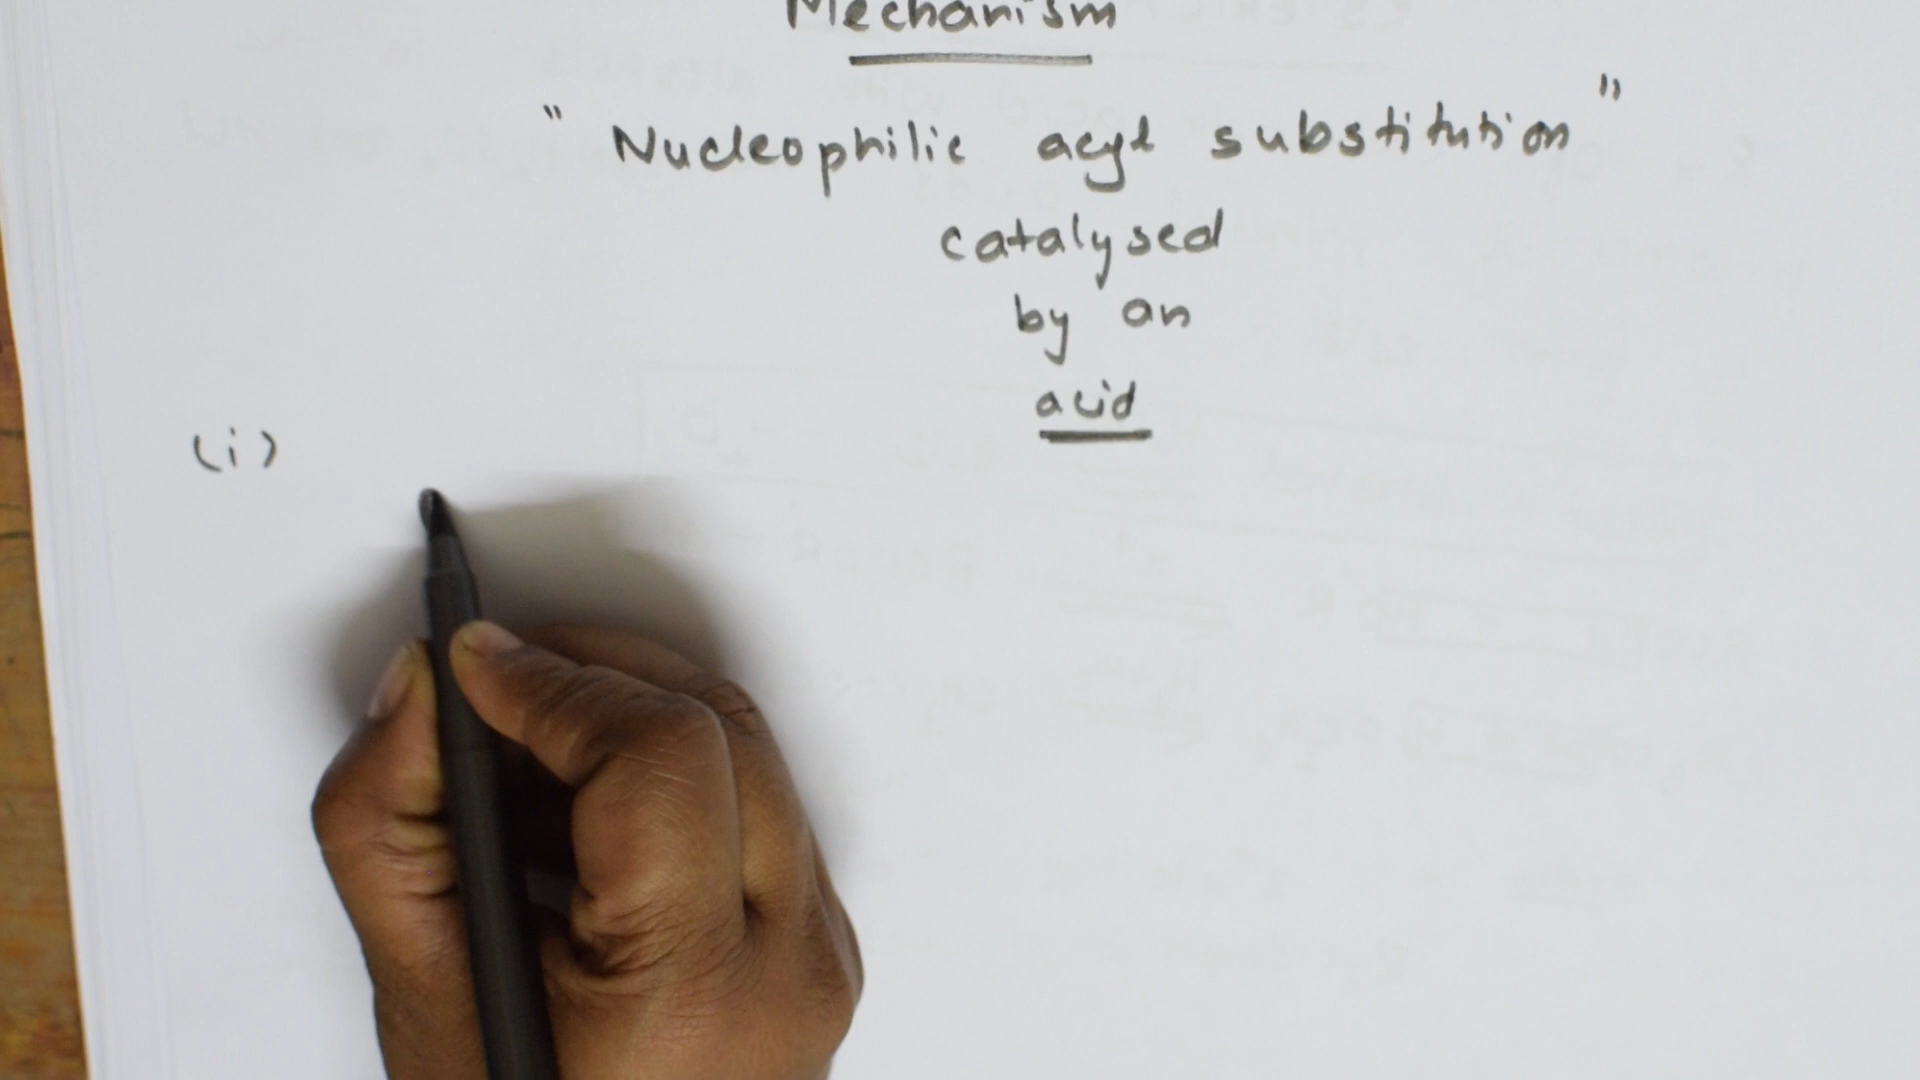 Mechanism
" Nucleophilic acyl substitution "
catalysed
by an
acid
(i)